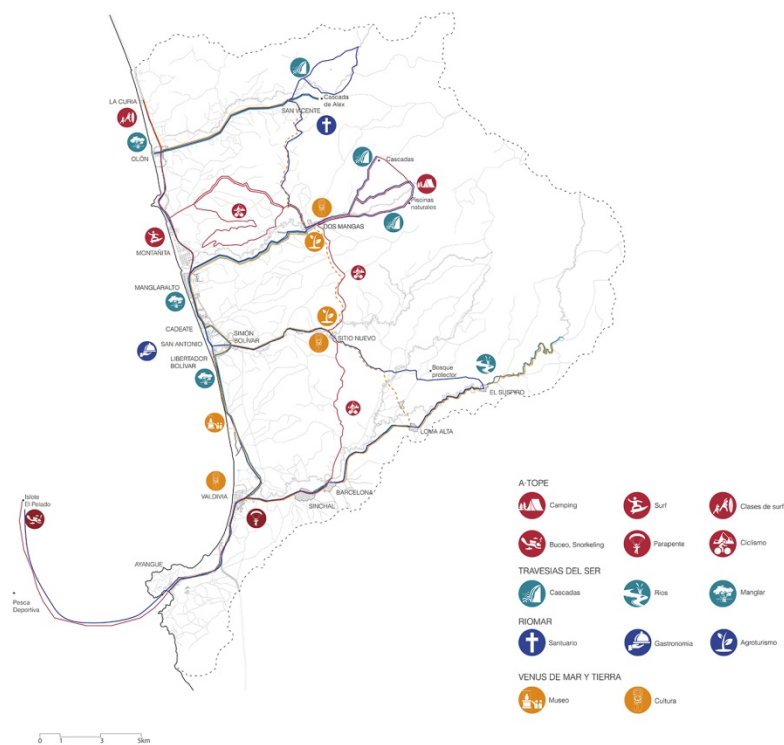 LA CURIA
OLÓN
SAN VICENTE
Cascada
de Alex
Cascadas
Piscinas
naturales
DOS MANGAS
MONTAÑITA
MANGLARALTO
CADEATE
SAN ANTONIO
SIMÓN
BOLÍVAR
LIBERTADOR
BOLÍVAR
SITIO NUEVO
Bosque
protector
EL SUSPIRO
LOMA ALTA
BARCELONA
SINCHAL
VALDIVIA
Islote
El Pelado
AYANGUE
Pesca
Deportiva
A·TOPE
Camping
Surf
Clases de surf
Buceo, Snorkeling
Parapente
Ciclísmo
TRAVESIAS DEL SER
Cascadas
Ríos
Manglar
RIOMAR
Santuario
Gastronomia
Agroturismo
VENUS DE MAR Y TIERRA
Museo
Cultura
0 1 3 5km